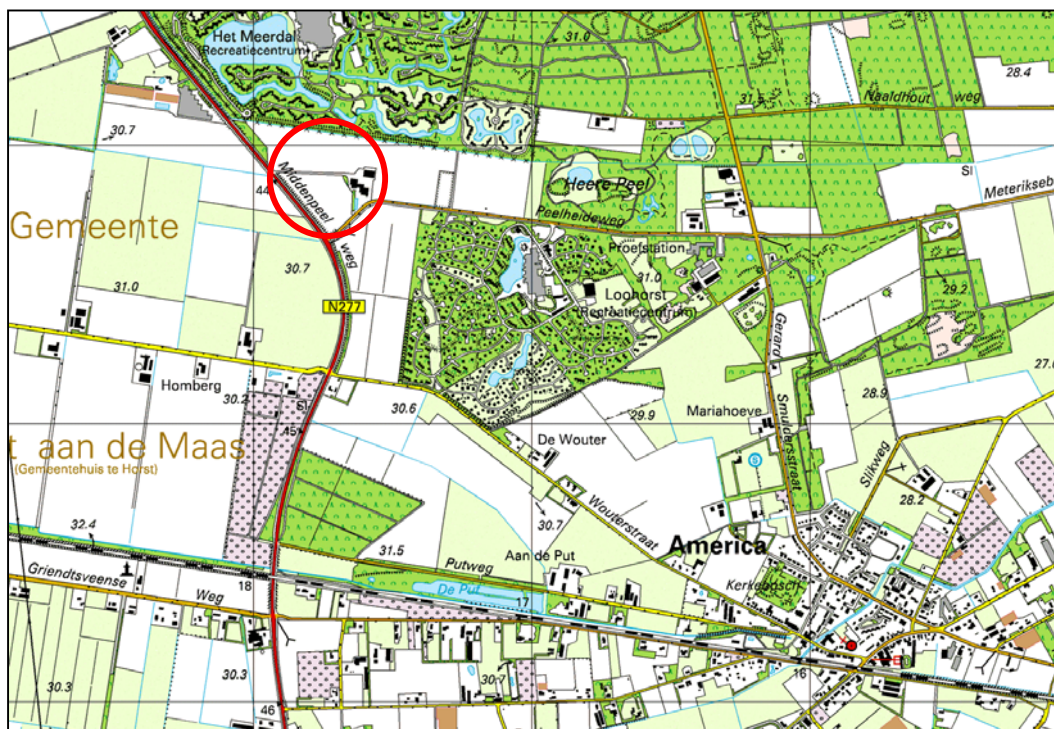 Het Meerdal
(Recreatiecentrum)
31.0
28.4
31.5
Naaldhout weg
30.7
SI
44
Middenpeel weg
Heere Peel
Meterikseb
Peelheideweg
Gemeente
Proefstation
30.7
31.0
31.0
29.2
N277
Loohorst
(Recreatiecentrum)
Gerard Smuldersstraat
Homberg
30.2
SI
30.6
29.9
28.9
27.
Mariahoeve
45
t aan de Maas
(Gemeentehuis te Horst)
De Wouter
Slikweg
28.2
32.4
30.7
Wouterstraat
31.5
Aan de Put
America
Putweg
Griendtsveense
Weg
18
De Put
17
Kerkebosch
30.3
30.3
30.7
16
46